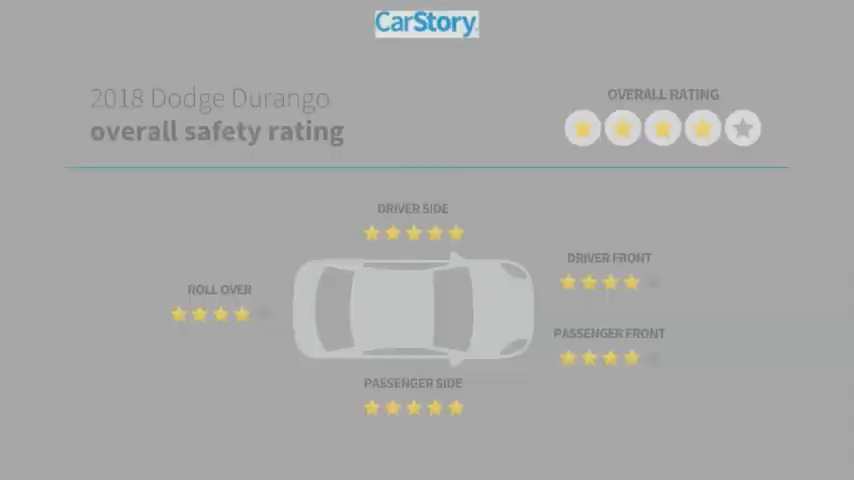 CarStory.
2018 Dodge Durango
overall safety rating
OVERALL RATING
DRIVER SIDE
DRIVER FRONT
ROLL OVER
PASSENGER FRONT
PASSENGER SIDE